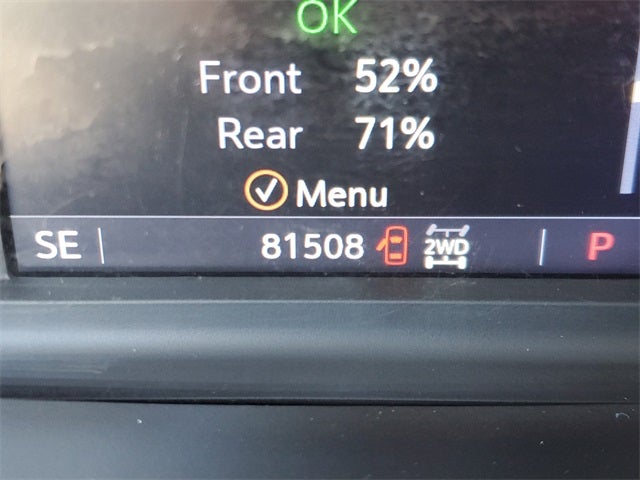 OK
Front 52%
Rear 71%
Menu
SE 81508 2WD P